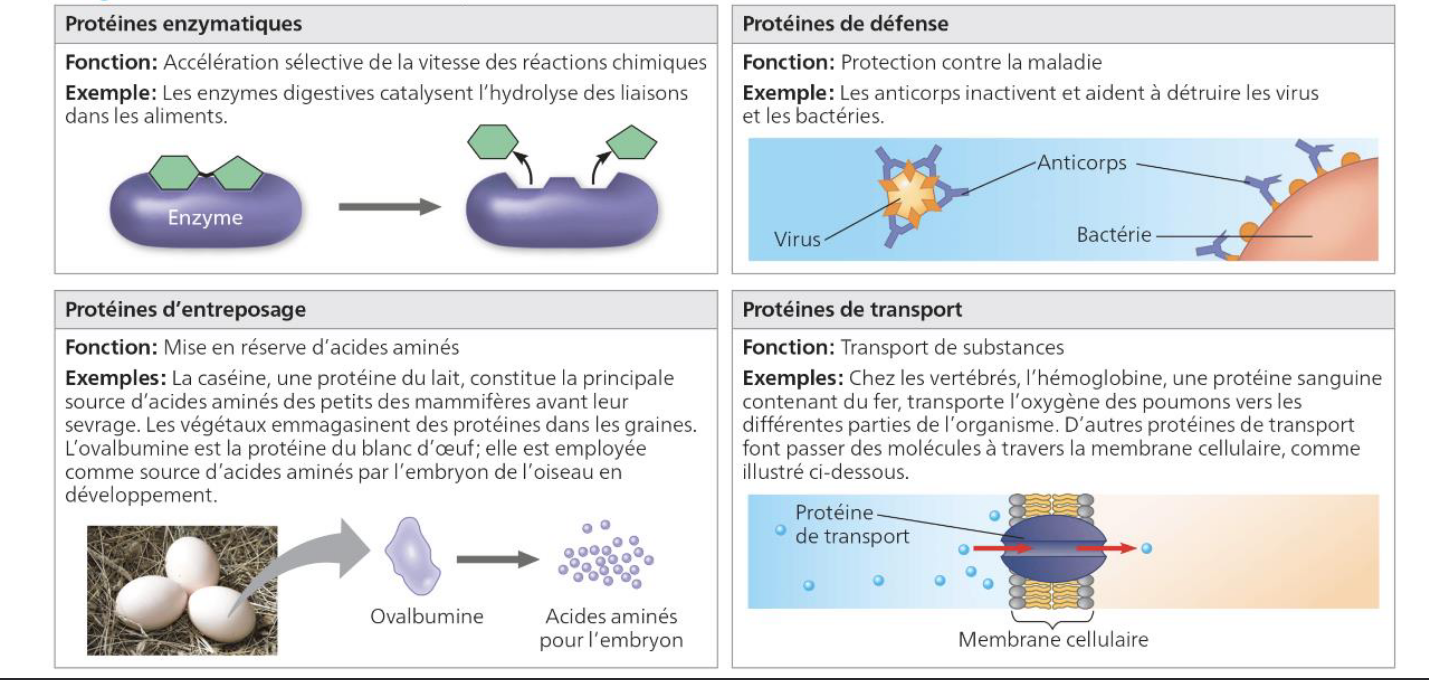 Protéines enzymatiques
Fonction: Accélération sélective de la vitesse des réactions chimiques
Exemple: Les enzymes digestives catalysent l'hydrolyse des liaisons
dans les aliments.
Enzyme
Protéines de défense
Fonction: Protection contre la maladie
Exemple: Les anticorps inactivent et aident à détruire les virus
et les bactéries.
Anticorps
Virus
Bactérie
Protéines d'entreposage
Fonction: Mise en réserve d'acides aminés
Exemples: La caséine, une protéine du lait, constitue la principale
source d'acides aminés des petits des mammifères avant leur
sevrage. Les végétaux emmagasinent des protéines dans les graines.
L'ovalbumine est la protéine du blanc d'œuf; elle est employée
comme source d'acides aminés par l'embryon de l'oiseau en
développement.
Ovalbumine
Acides aminés
pour l'embryon
Protéines de transport
Fonction: Transport de substances
Exemples: Chez les vertébrés, l'hémoglobine, une protéine sanguine
contenant du fer, transporte l'oxygène des poumons vers les
différentes parties de l'organisme. D'autres protéines de transport
font passer des molécules à travers la membrane cellulaire, comme
illustré ci-dessous.
Protéine
de transport
Membrane cellulaire